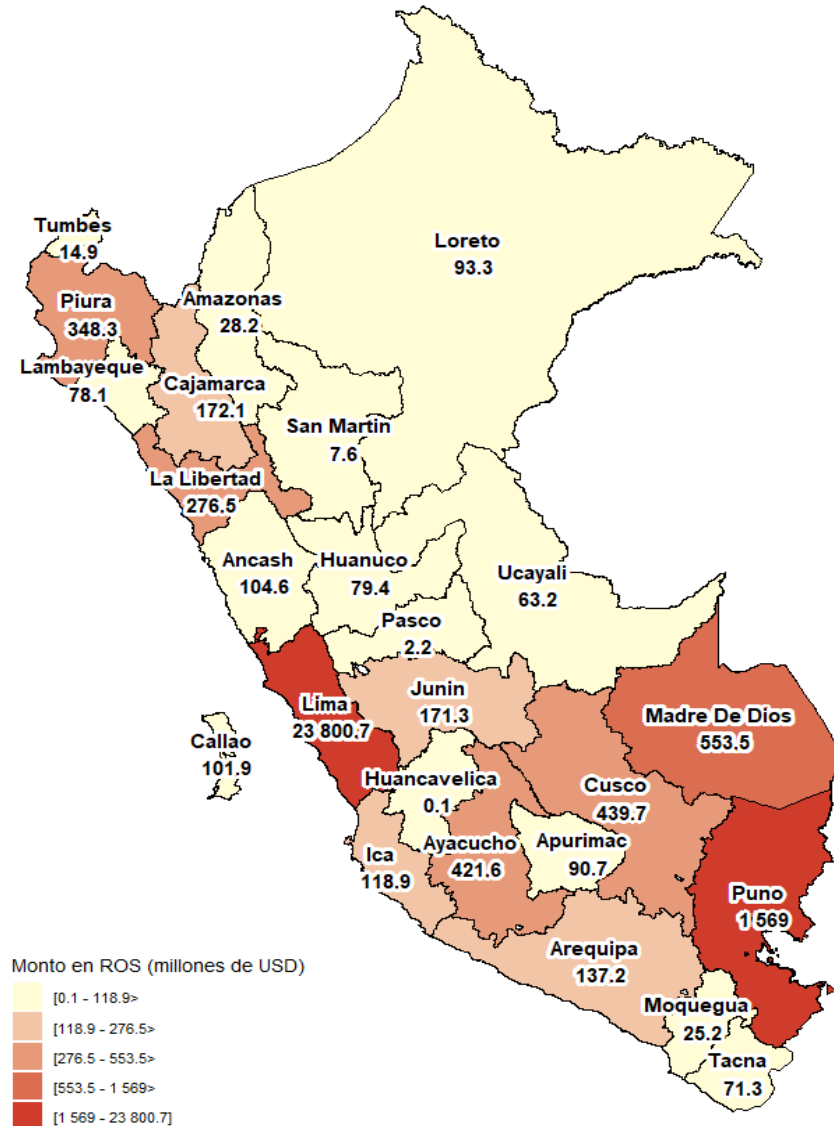 Loreto
93.3
Tumbes
14.9
Piura
348.3
Amazonas
28.2
Lambayeque
78.1
Cajamarca
172.1
San Martin
7.6
La Libertad
276.5
Ancash
104.6
Huanuco
79.4
Ucayali
63.2
Pasco
2.2
Lima
23 800.7
Junin
171.3
Madre De Dios
553.5
Callao
101.9
Huancavelica
0.1
Cusco
439.7
Ica
118.9
Ayacucho
421.6
Apurimac
90.7
Puno
1 569
Arequipa
137.2
Moquegua
25.2
Tacna
71.3
Monto en ROS (millones de USD)
[0.1 - 118.9>
[118.9 - 276.5>
[276.5 - 553.5>
[553.5 - 1 569>
[1 569 - 23 800.7]